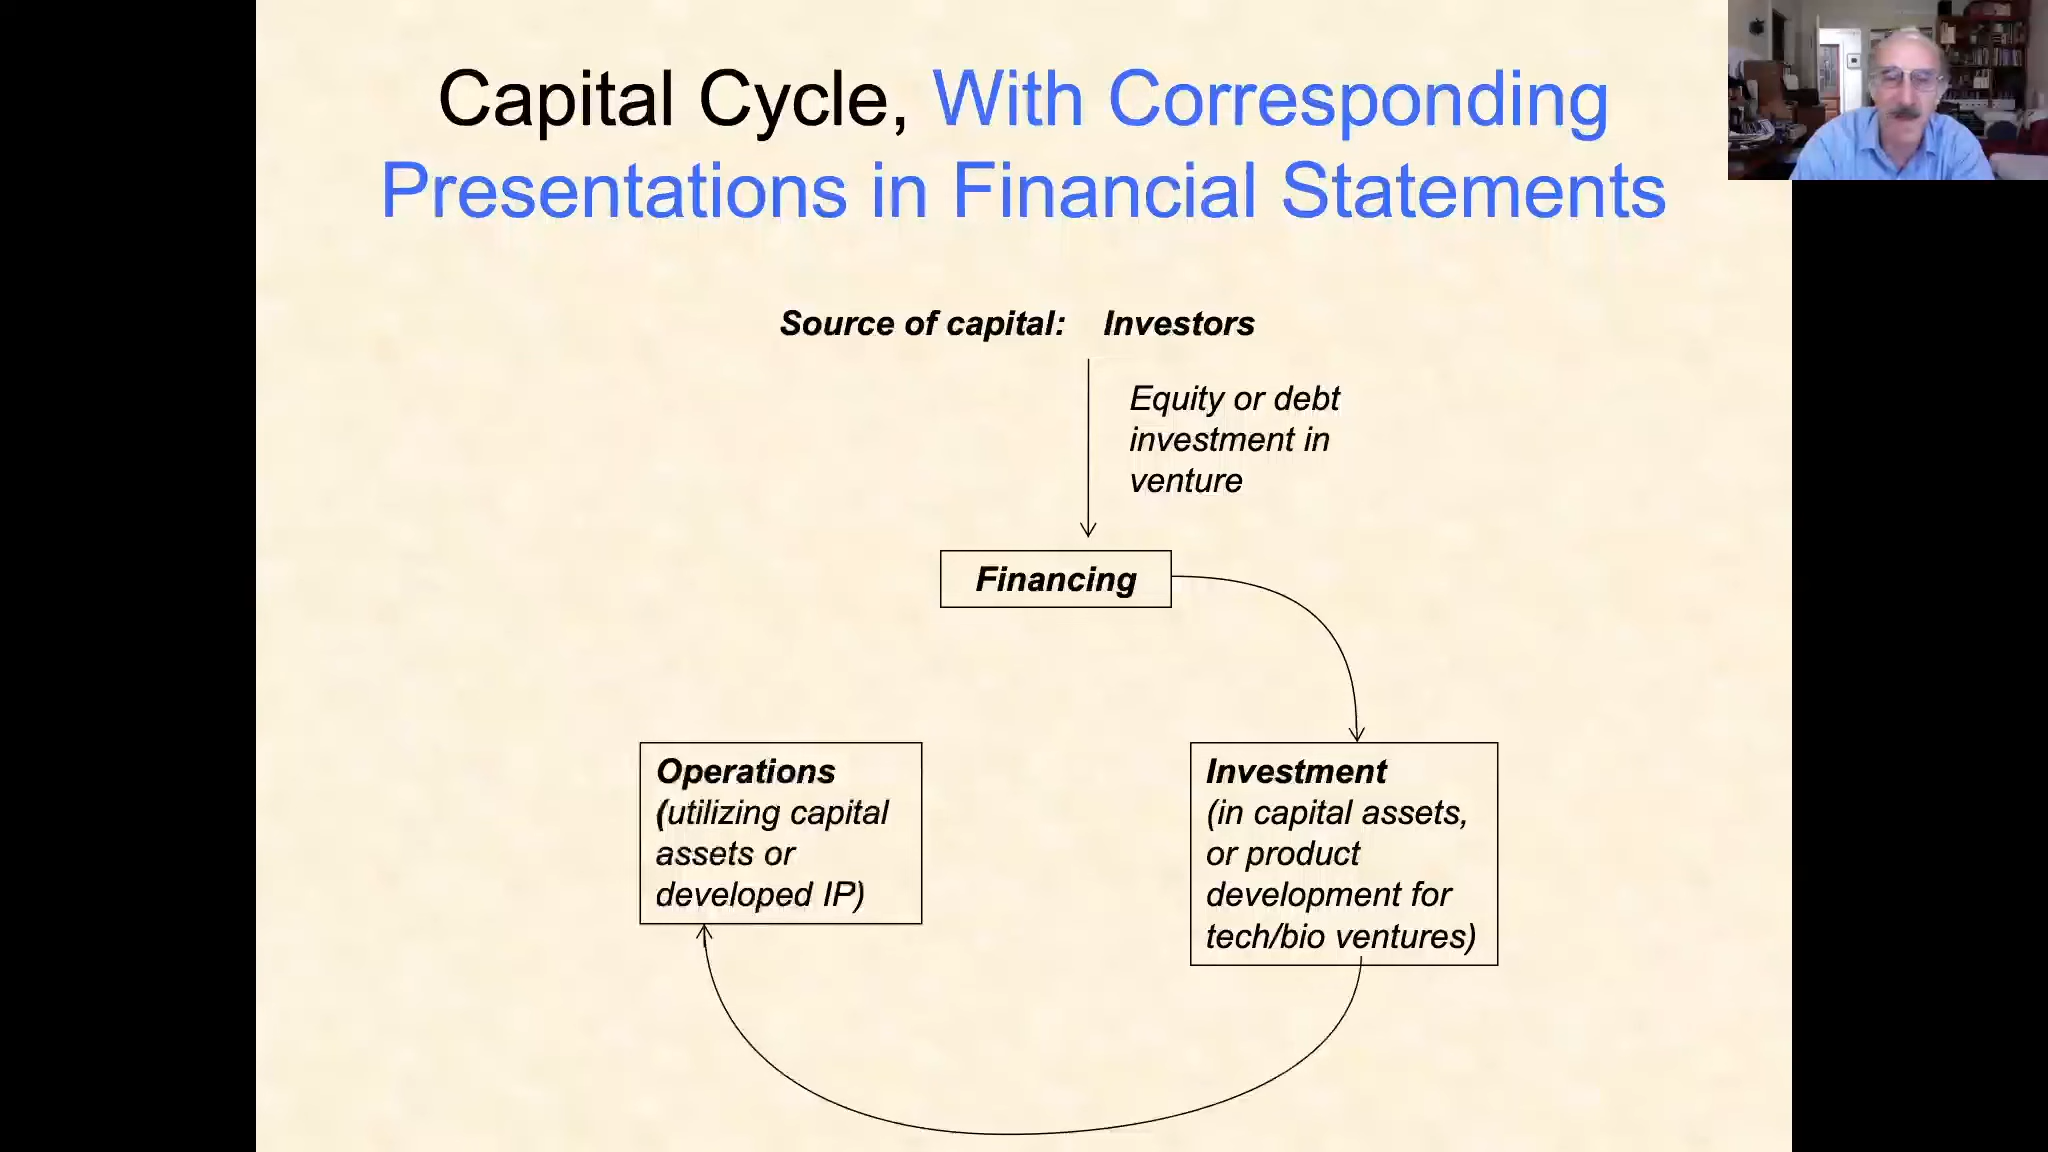 Capital Cycle, With Corresponding
Presentations in Financial Statements
Source of capital: Investors
Equity or debt
investment in
venture
Financing
Operations
(utilizing capital
assets or
developed IP)
Investment
(in capital assets,
or product
development for
tech/bio ventures)